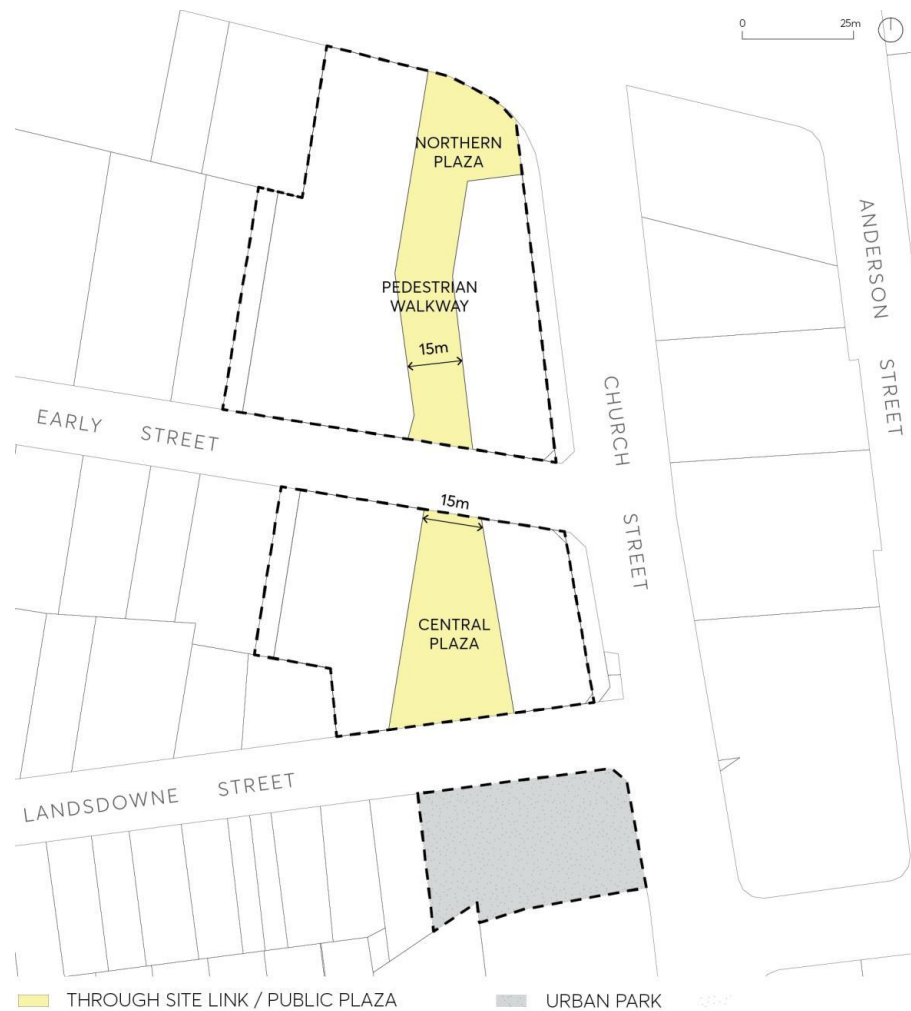 0 25m
NORTHERN
PLAZA
ANDERSON STREET
PEDESTRIAN
WALKWAY
15m
CHURCH STREET
EARLY STREET
15m
CENTRAL
PLAZA
LANDSDOWNE STREET
THROUGH SITE LINK / PUBLIC PLAZA
URBAN PARK